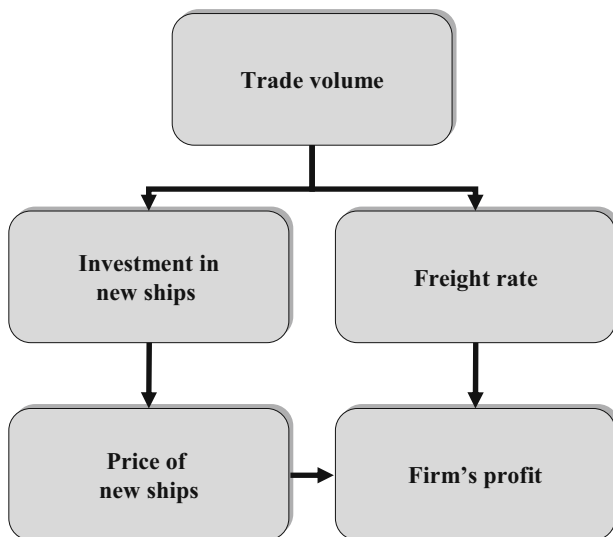 Trade volume
Investment in
new ships
Freight rate
Price of
new ships
Firm’s profit